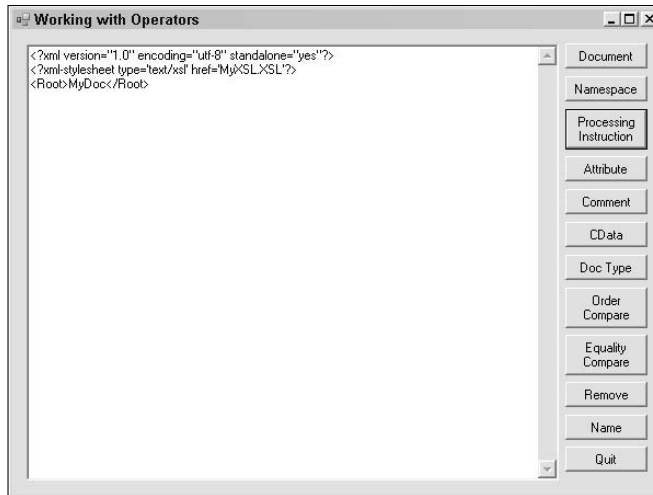 Working with Operators
<?xml version="1.0" encoding="utf-8" standalone="yes"?>
<?xml-stylesheet type='text/xsl' href='MyXSL.XSL'?>
<Root>MyDoc</Root>
Document
Namespace
Processing
Instruction
Attribute
Comment
CData
Doc Type
Order
Compare
Equality
Compare
Remove
Name
Quit